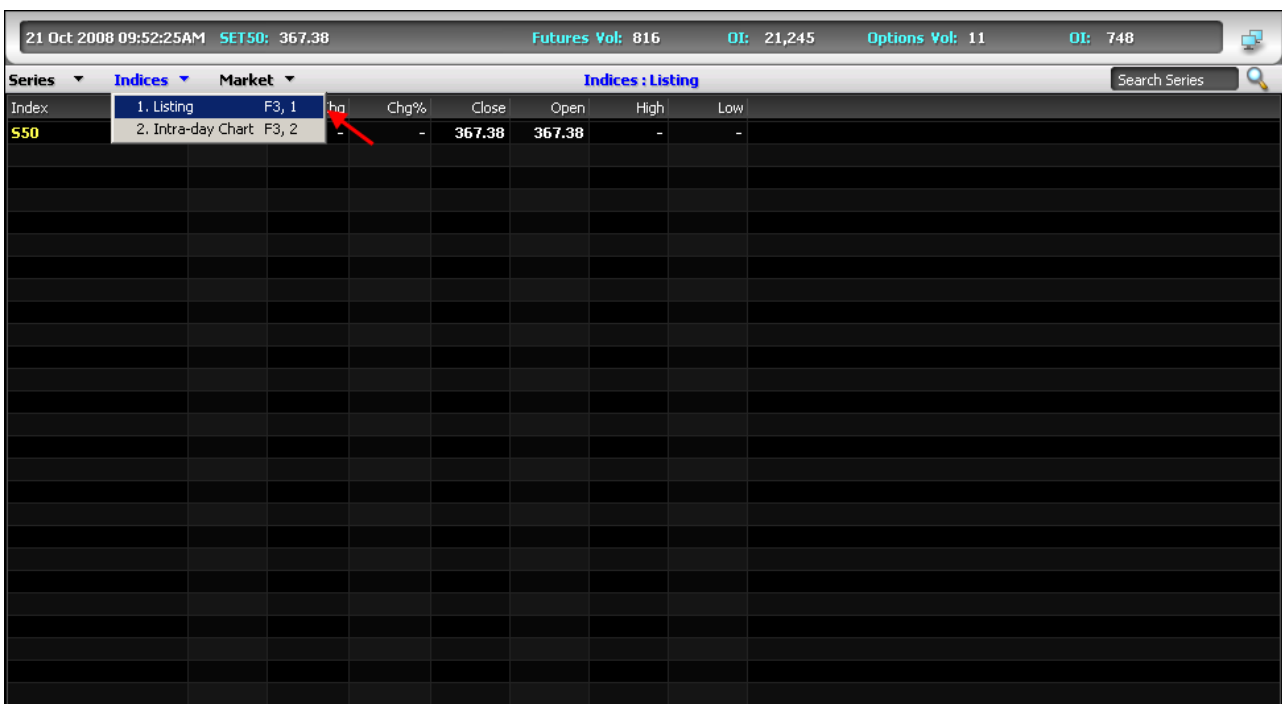 21 Oct 2008 09:52:25AM SET50: 367.38 Futures Vol: 816 OI: 21,245 Options Vol: 11 OI: 748
Series Indices Market Indices : Listing Search Series
Index Chg% Close Open High Low
1. Listing F3, 1
S50 - - 367.38 367.38 - -
2. Intra-day Chart F3, 2